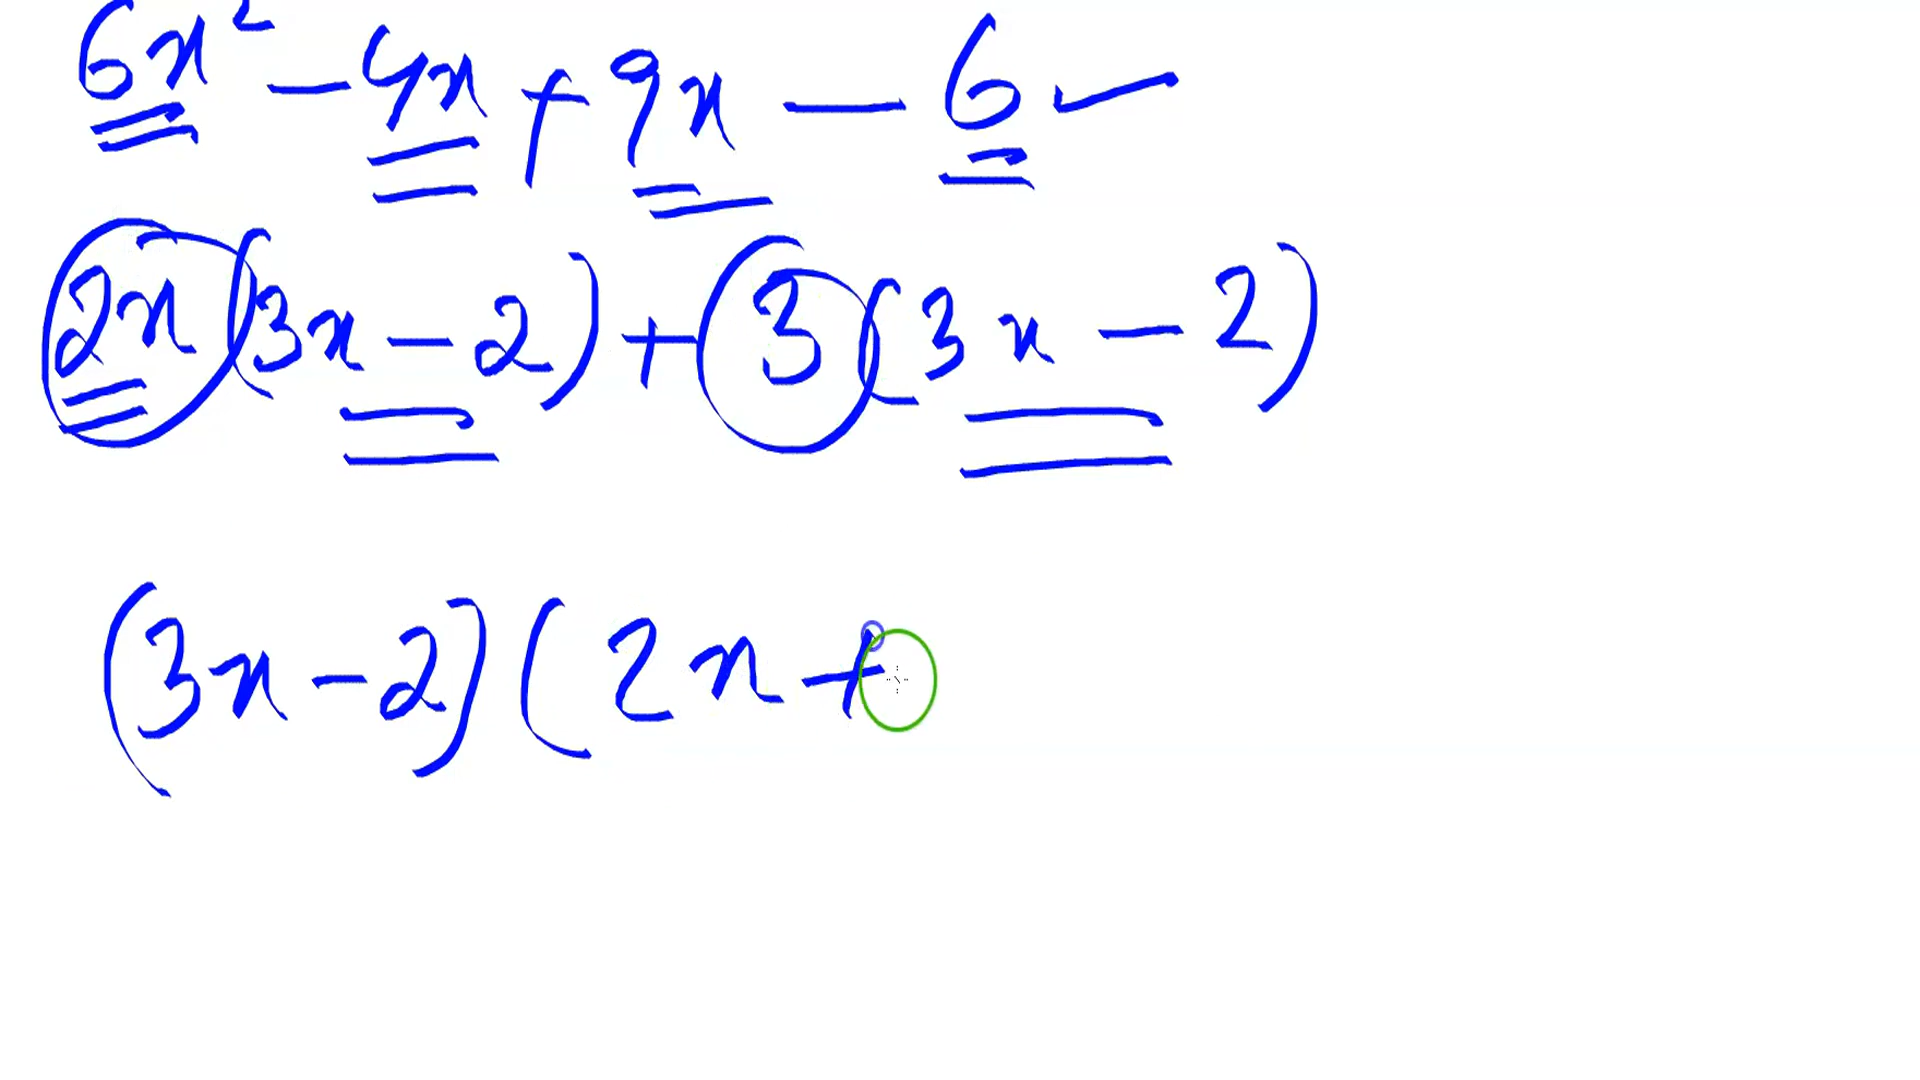 6x² - 4x + 9x - 6
2x(3x - 2) + 3(3x - 2)
(3x - 2)(2x +